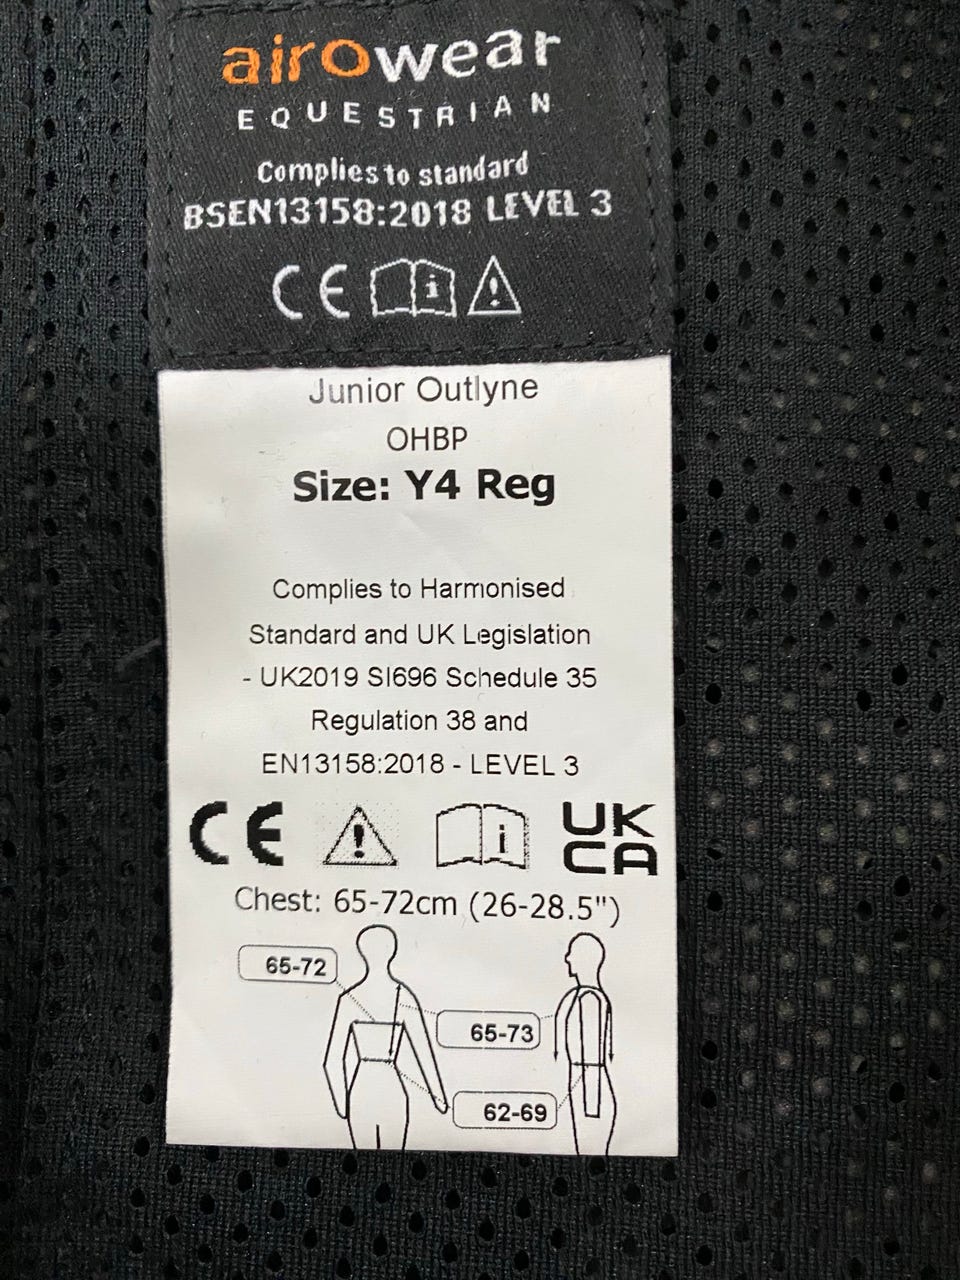 airowear
EQUESTRIAN
Complies to standard
BSEN13158:2018 LEVEL 3
CE i !
Junior Outlyne
OHBP
Size: Y4 Reg
Complies to Harmonised
Standard and UK Legislation
- UK2019 SI696 Schedule 35
Regulation 38 and
EN13158:2018 - LEVEL 3
CE ! i UK
CA
Chest: 65-72cm (26-28.5")
65-72
65-73
62-69